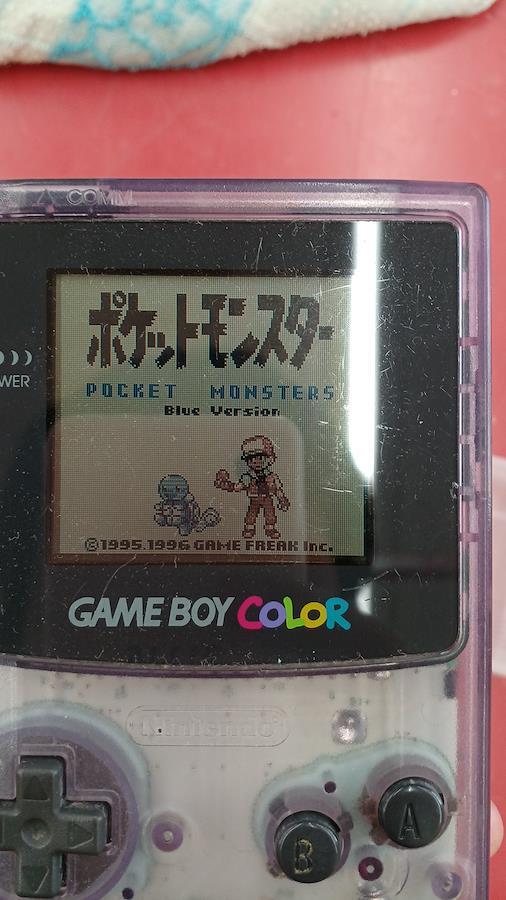 COMM.
ポケットモンスター
POCKET MONSTERS
Blue Version
©1995.1996 GAME FREAK inc.
GAME BOY COLOR
Nintendo
A
B